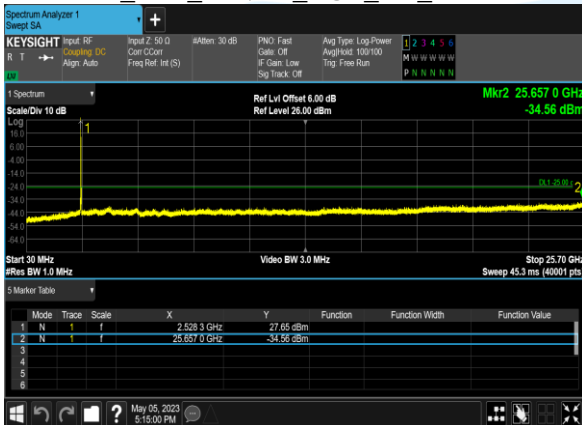 Spectrum Analyzer 1
Swept SA
+
KEYSIGHT Input: RF Input Z: 50 Ω #Atten: 30 dB PNO: Fast Avg Type: Log-Power 1 2 3 4 5 6
R T Coupling: DC Corr CCorr Gate: Off Avg|Hold: 100/100 M W W W W W
Align: Auto Freq Ref: Int (S) IF Gain: Low Trig: Free Run
Sig Track: Off P N N N N N
1 Spectrum Ref Lvl Offset 6.00 dB Mkr2 25.657 0 GHz
Scale/Div 10 dB Ref Level 26.00 dBm -34.56 dBm
Log
16.0
6.00
-4.00
-14.0
-24.0
-34.0
-44.0
-54.0
-64.0
1
2
Start 30 MHz Video BW 3.0 MHz Stop 25.70 GHz
#Res BW 1.0 MHz Sweep 45.3 ms (40001 pts)
5 Marker Table
Mode Trace Scale X Y Function Function Width Function Value
1 N 1 f 2.528 3 GHz 27.65 dBm
2 N 1 f 25.657 0 GHz -34.56 dBm
3
4
5
6
? May 05, 2023
5:15:00 PM